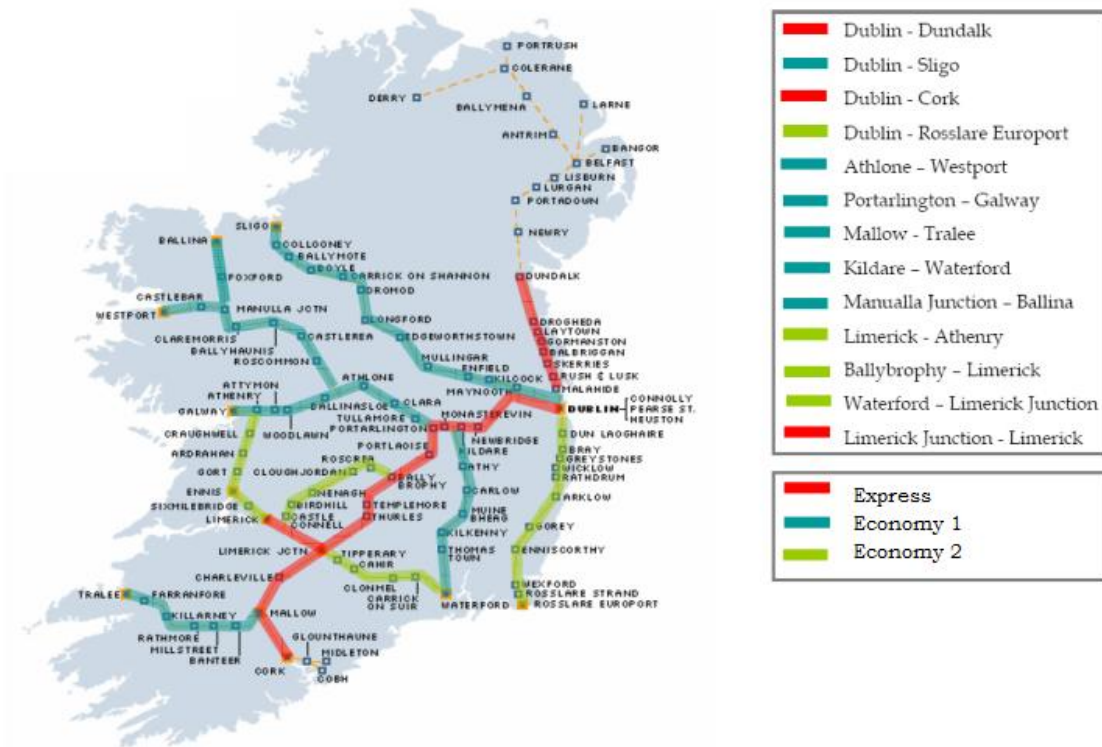 PORTRUSH
COLERANE
DERRY
BALLYMENA
LARNE
ANTRIM
BANGOR
BELFAST
LISBURN
LURGAN
PORTADOWN
NEWRY
DUNDALK
SLIGO
BALLINA
COLLOONEY
BALLYMOTE
BOYLE
CARRICK ON SHANNON
FOXFORD
DROMOD
CASTLEBAR
WESTPORT
MANULLA JCTN
LONGFORD
DROGHEDA
LAYTOWN
CLAREMORRIS
CASTLEREA
EDGEWORTHSTOWN
GORMANSTON
BALLYHAUNIS
BALBRIGGAN
ROSCOMMON
MULLINGAR
SKERRIES
ENFIELD
RUSH & LUSK
ATHLONE
KILCOCK
MALAHIDE
ATTYMON
MAYNOOTH
CONNOLLY
ATHENRY
CLARA
DUBLIN
PEARSE ST.
GALWAY
BALLINASLOE
TULLAMORE
MONASTEREVIN
HEUSTON
CRAUGHWELL
WOODLAWN
PORTARLINGTON
DUN LAOGHAIRE
ARDRAHAN
PORTLAOISE
NEWBRIDGE
BRAY
KILDARE
GREYSTONES
ROSCREA
ATHY
WICKLOW
GORT
CLOUGHJORDAN
RATHDRUM
BALLY
BROPHY
ENNIS
NENAGH
CARLOW
ARKLOW
SIXMILEBRIDGE
BIRDHILL
TEMPLEMORE
MUINE
BHEAG
LIMERICK
CASTLE
CONNELL
THURLES
GOREY
KILKENNY
LIMERICK JCTN
TIPPERARY
THOMAS
TOWN
ENNISCORTHY
CAHIR
CHARLEVILLE
CLONMEL
WEXFORD
TRALEE
FARRANFORE
CARRICK
ON SUIR
ROSSLARE STRAND
WATERFORD
ROSSLARE EUROPORT
KILLARNEY
MALLOW
RATHMORE
GLOUNTHAUNE
MILLSTREET
MIDLETON
BANTEER
CORK
COBH
Dublin - Dundalk
Dublin - Sligo
Dublin - Cork
Dublin - Rosslare Europort
Athlone – Westport
Portarlington – Galway
Mallow - Tralee
Kildare – Waterford
Manualla Junction – Ballina
Limerick - Athenry
Ballybrophy – Limerick
Waterford – Limerick Junction
Limerick Junction - Limerick
Express
Economy 1
Economy 2